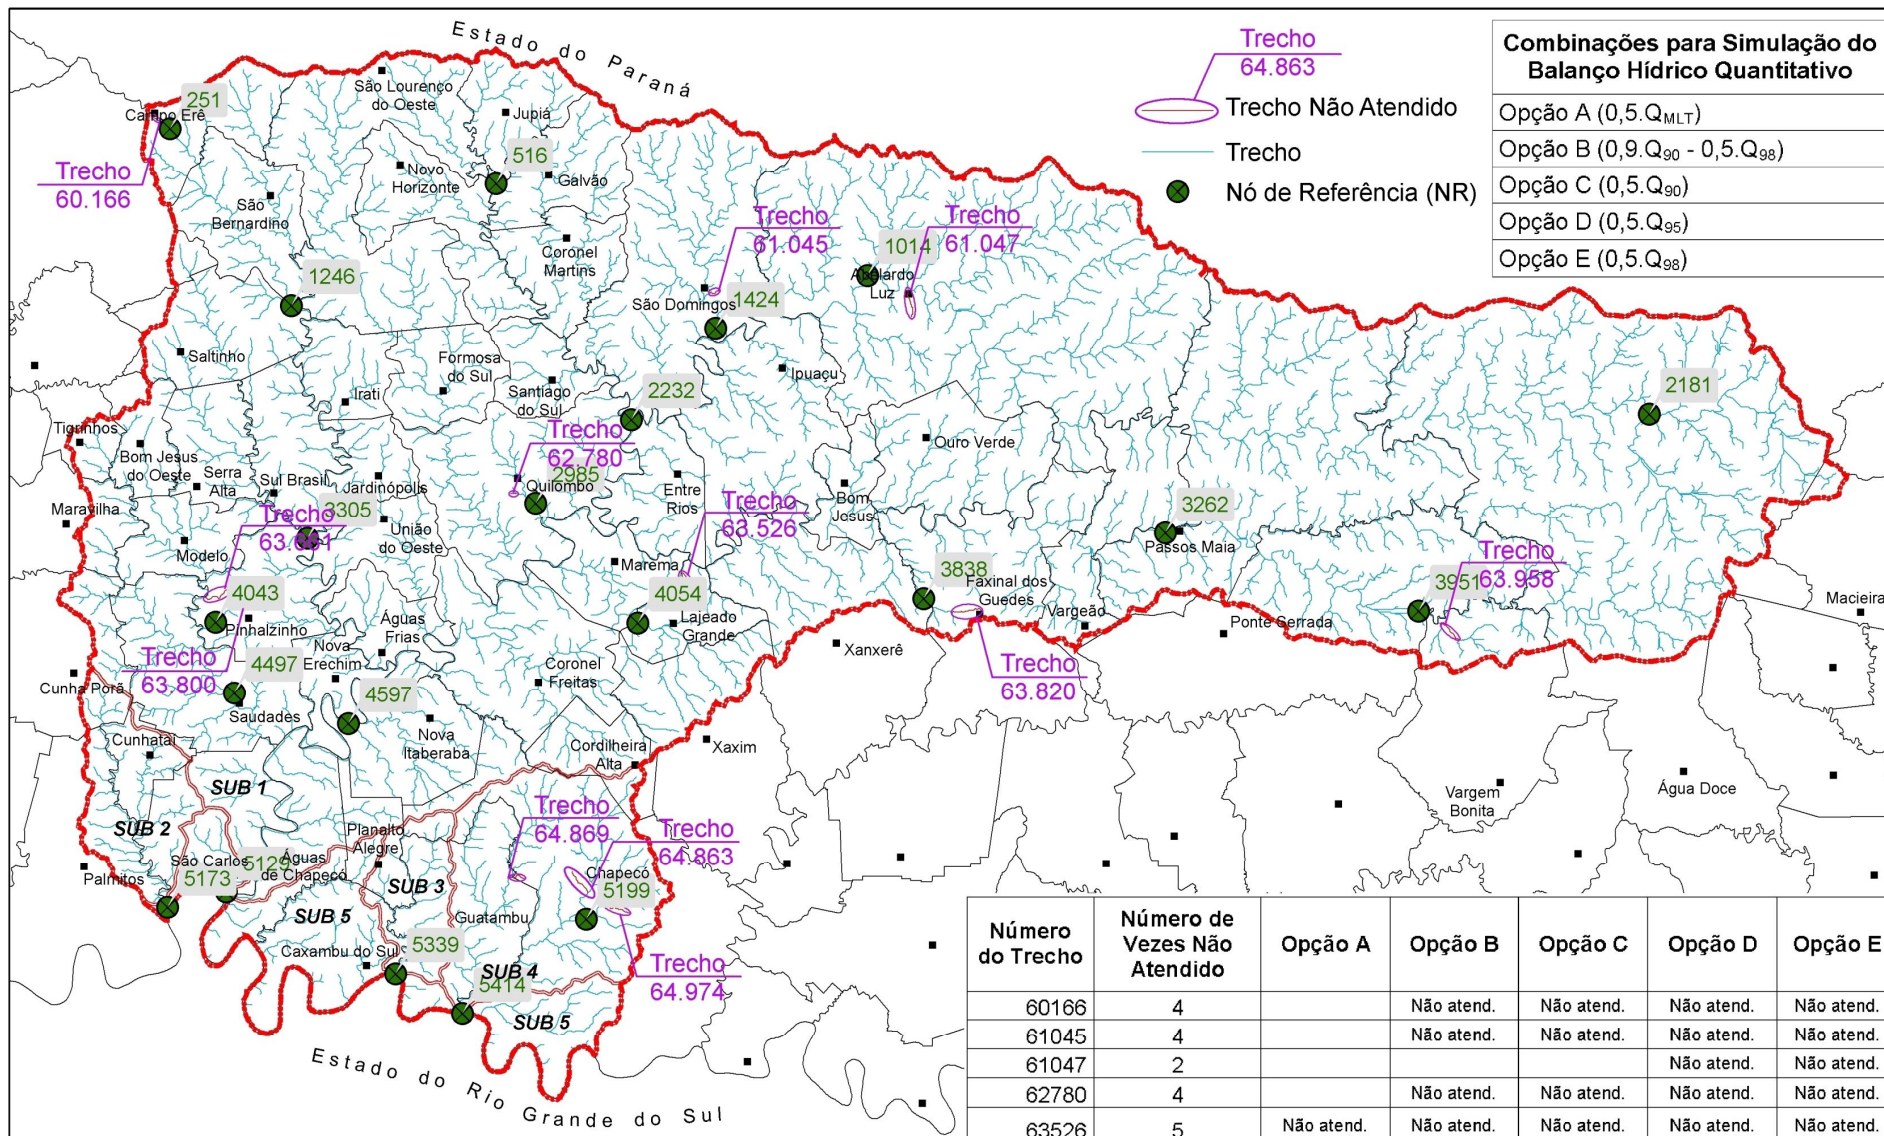 Estado do Paraná
Trecho
64.863
Trecho Não Atendido
Trecho
Nó de Referência (NR)
Combinações para Simulação do
Balanço Hídrico Quantitativo
Opção A (0,5.QMLT)
Opção B (0,9.Q90 - 0,5.Q98)
Opção C (0,5.Q90)
Opção D (0,5.Q95)
Opção E (0,5.Q98)
251
Campo Erê
São Lourenço
do Oeste
Jupiá
516
Galvão
Novo
Horizonte
Trecho
60.166
São
Bernardino
Coronel
Martins
Trecho
61.045
Trecho
61.047
1014
Abelardo
Luz
1246
São Domingos
1424
Saltinho
Formosa
do Sul
Santiago
do Sul
Irati
Ipuaçu
2232
2181
Tigrinhos
Bom Jesus
do Oeste
Serra
Alta
Sul Brasil
Jardinópolis
Trecho
62.780
2985
Quilombo
Entre
Rios
Ouro Verde
Bom
Jesus
Maravilha
Modelo
3305
Trecho
63.661
União
do Oeste
Trecho
63.526
Marema
3262
Passos Maia
3838
Faxinal dos
Guedes
Vargeão
3951
Trecho
63.958
Ponte Serrada
Macieira
4043
Pinhalzinho
Águas
Frias
4054
Lajeado
Grande
Xanxerê
Trecho
63.820
Trecho
63.800
4497
Nova
Erechim
Cunha Porã
Saudades
4597
Nova
Itaberaba
Coronel
Freitas
Cordilheira
Alta
Xaxim
Cunhataí
SUB 1
SUB 2
Vargem
Bonita
Água Doce
Planalto
Alegre
Trecho
64.869
Trecho
64.863
Palmitos
São Carlos
5173
5129
Águas
de Chapecó
SUB 3
Chapecó
5199
SUB 5
Guatambu
Caxambu do Sul
5339
SUB 4
5414
SUB 5
Trecho
64.974
Estado do Rio Grande do Sul
Número do Trecho | Número de Vezes Não Atendido | Opção A | Opção B | Opção C | Opção D | Opção E
60166 4 Não atend. Não atend. Não atend. Não atend.
61045 4 Não atend. Não atend. Não atend. Não atend.
61047 2 Não atend. Não atend.
62780 4 Não atend. Não atend. Não atend. Não atend.
63526 5 Não atend. Não atend. Não atend. Não atend. Não atend.